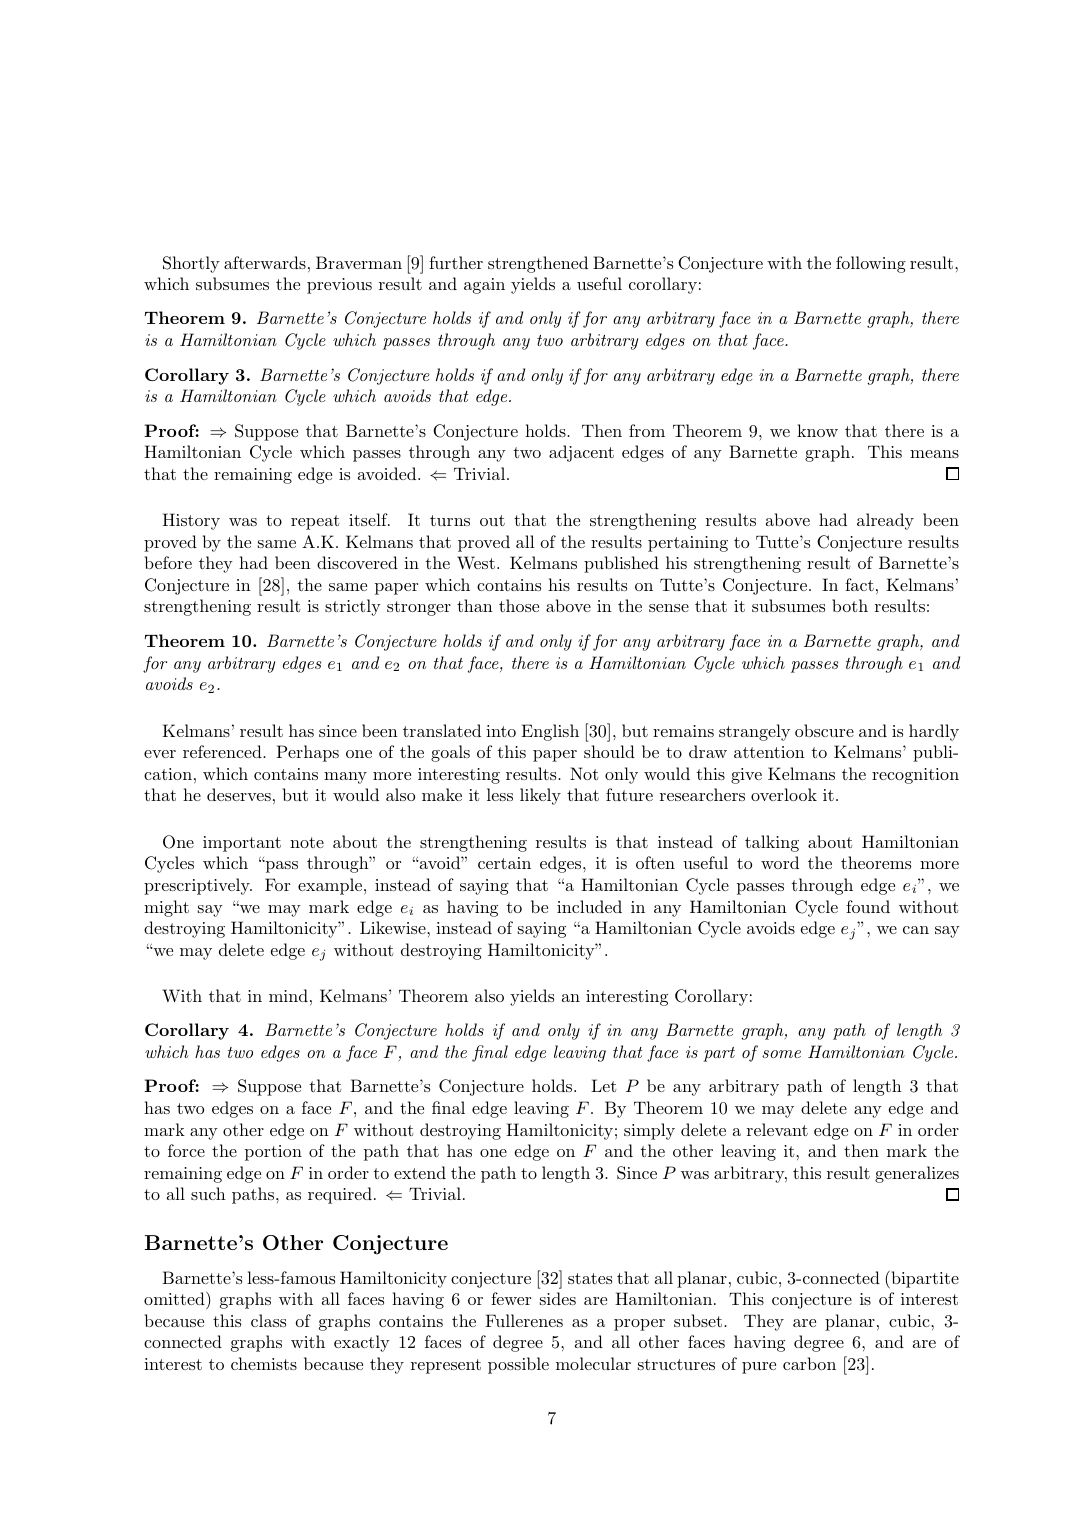 Shortly afterwards, Braverman [9] further strengthened Barnette's Conjecture with the following result,
which subsumes the previous result and again yields a useful corollary:
Theorem 9. Barnette's Conjecture holds if and only if for any arbitrary face in a Barnette graph, there
is a Hamiltonian Cycle which passes through any two arbitrary edges on that face.
Corollary 3. Barnette's Conjecture holds if and only if for any arbitrary edge in a Barnette graph, there
is a Hamiltonian Cycle which avoids that edge.
Proof: ⇒ Suppose that Barnette's Conjecture holds. Then from Theorem 9, we know that there is a
Hamiltonian Cycle which passes through any two adjacent edges of any Barnette graph. This means
that the remaining edge is avoided. ⇐ Trivial. □
History was to repeat itself. It turns out that the strengthening results above had already been
proved by the same A.K. Kelmans that proved all of the results pertaining to Tutte's Conjecture results
before they had been discovered in the West. Kelmans published his strengthening result of Barnette's
Conjecture in [28], the same paper which contains his results on Tutte's Conjecture. In fact, Kelmans'
strengthening result is strictly stronger than those above in the sense that it subsumes both results:
Theorem 10. Barnette's Conjecture holds if and only if for any arbitrary face in a Barnette graph, and
for any arbitrary edges e₁ and e₂ on that face, there is a Hamiltonian Cycle which passes through e₁ and
avoids e₂.
Kelmans' result has since been translated into English [30], but remains strangely obscure and is hardly
ever referenced. Perhaps one of the goals of this paper should be to draw attention to Kelmans' publi-
cation, which contains many more interesting results. Not only would this give Kelmans the recognition
that he deserves, but it would also make it less likely that future researchers overlook it.
One important note about the strengthening results is that instead of talking about Hamiltonian
Cycles which “pass through” or “avoid” certain edges, it is often useful to word the theorems more
prescriptively. For example, instead of saying that “a Hamiltonian Cycle passes through edge eᵢ”, we
might say “we may mark edge eᵢ as having to be included in any Hamiltonian Cycle found without
destroying Hamiltonicity”. Likewise, instead of saying “a Hamiltonian Cycle avoids edge eⱼ”, we can say
“we may delete edge eⱼ without destroying Hamiltonicity”.
With that in mind, Kelmans' Theorem also yields an interesting Corollary:
Corollary 4. Barnette's Conjecture holds if and only if in any Barnette graph, any path of length 3
which has two edges on a face F, and the final edge leaving that face is part of some Hamiltonian Cycle.
Proof: ⇒ Suppose that Barnette's Conjecture holds. Let P be any arbitrary path of length 3 that
has two edges on a face F, and the final edge leaving F. By Theorem 10 we may delete any edge and
mark any other edge on F without destroying Hamiltonicity; simply delete a relevant edge on F in order
to force the portion of the path that has one edge on F and the other leaving it, and then mark the
remaining edge on F in order to extend the path to length 3. Since P was arbitrary, this result generalizes
to all such paths, as required. ⇐ Trivial. □
Barnette's Other Conjecture
Barnette's less-famous Hamiltonicity conjecture [32] states that all planar, cubic, 3-connected (bipartite
omitted) graphs with all faces having 6 or fewer sides are Hamiltonian. This conjecture is of interest
because this class of graphs contains the Fullerenes as a proper subset. They are planar, cubic, 3-
connected graphs with exactly 12 faces of degree 5, and all other faces having degree 6, and are of
interest to chemists because they represent possible molecular structures of pure carbon [23].
7